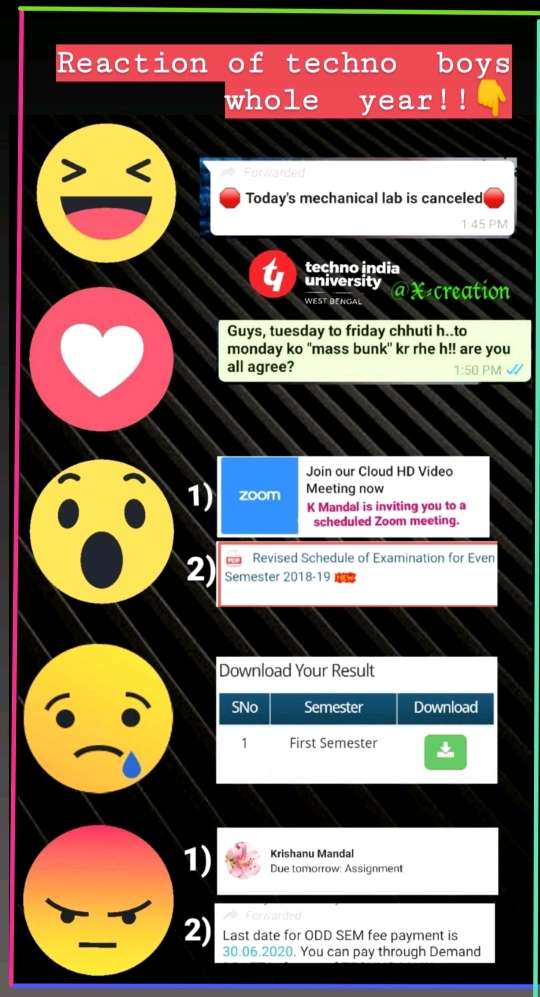 Reaction of techno boys
whole year!!👇
Forwarded
🛑 Today's mechanical lab is canceled🛑
1:45 PM
techno india
university
WEST BENGAL
@X-creation
Guys, tuesday to friday chhuti h..to
monday ko "mass bunk" kr rhe h!! are you
all agree?
1:50 PM
1)
zoom
Join our Cloud HD Video
Meeting now
K Mandal is inviting you to a
scheduled Zoom meeting.
2)
PDF
Revised Schedule of Examination for Even
Semester 2018-19 NEW
Download Your Result
SNo Semester Download
1 First Semester
1)
Krishanu Mandal
Due tomorrow: Assignment
2)
Forwarded
Last date for ODD SEM fee payment is
30.06.2020. You can pay through Demand